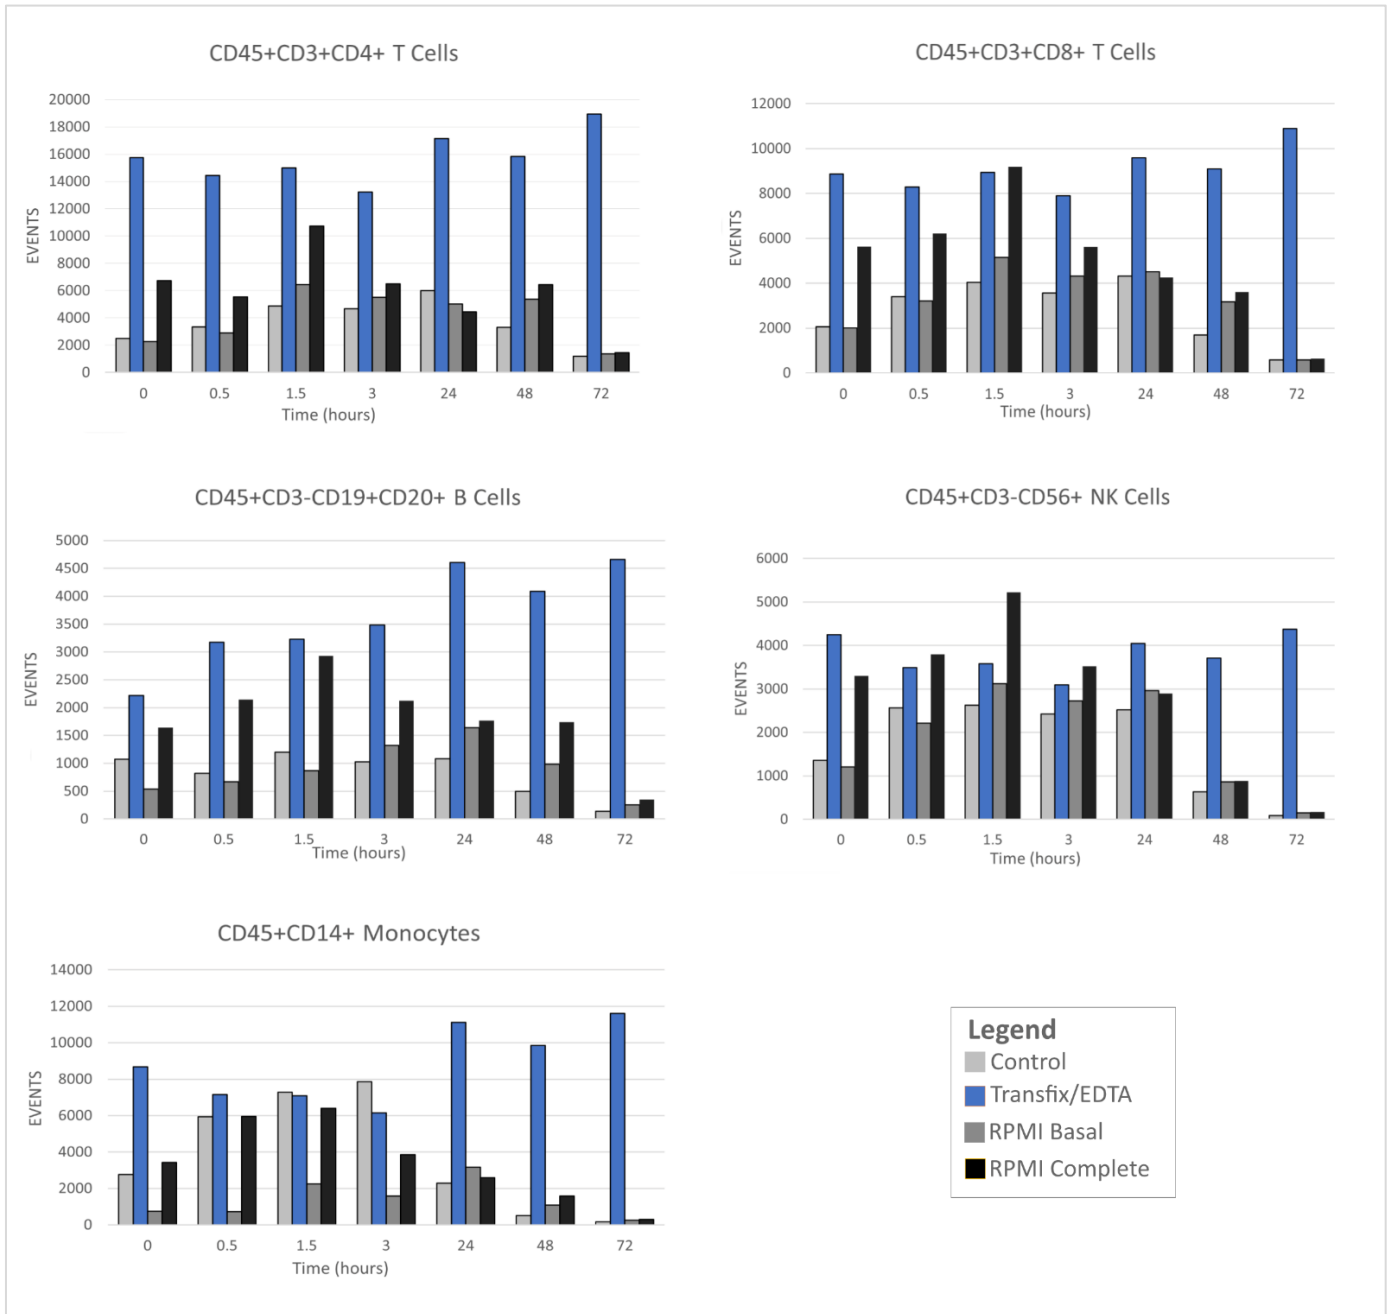 CD45+CD3+CD4+ T Cells
EVENTS
20000
18000
16000
14000
12000
10000
8000
6000
4000
2000
0
0 0.5 1.5 3 24 48 72
Time (hours)
CD45+CD3+CD8+ T Cells
EVENTS
12000
10000
8000
6000
4000
2000
0
0 0.5 1.5 3 24 48 72
Time (hours)
CD45+CD3-CD19+CD20+ B Cells
EVENTS
5000
4500
4000
3500
3000
2500
2000
1500
1000
500
0
0 0.5 1.5 3 24 48 72
Time (hours)
CD45+CD3-CD56+ NK Cells
EVENTS
6000
5000
4000
3000
2000
1000
0
0 0.5 1.5 3 24 48 72
Time (hours)
CD45+CD14+ Monocytes
EVENTS
14000
12000
10000
8000
6000
4000
2000
0
0 0.5 1.5 3 24 48 72
Time (hours)
Legend
Control
Transfix/EDTA
RPMI Basal
RPMI Complete